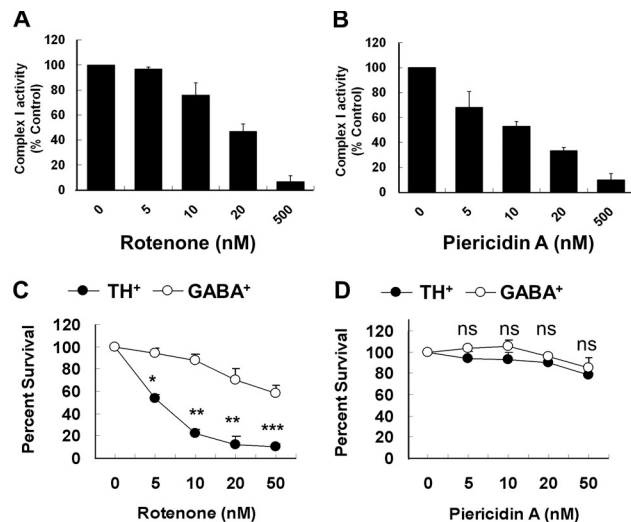 A
Complex I activity
(% Control)
120
100
80
60
40
20
0
0 5 10 20 500
Rotenone (nM)
B
Complex I activity
(% Control)
120
100
80
60
40
20
0
0 5 10 20 500
Piericidin A (nM)
C
TH⁺ GABA⁺
Percent Survival
120
100
80
60
40
20
0
* ** ** ***
0 5 10 20 50
Rotenone (nM)
D
TH⁺ GABA⁺
Percent Survival
120
100
80
60
40
20
0
ns ns ns ns
0 5 10 20 50
Piericidin A (nM)